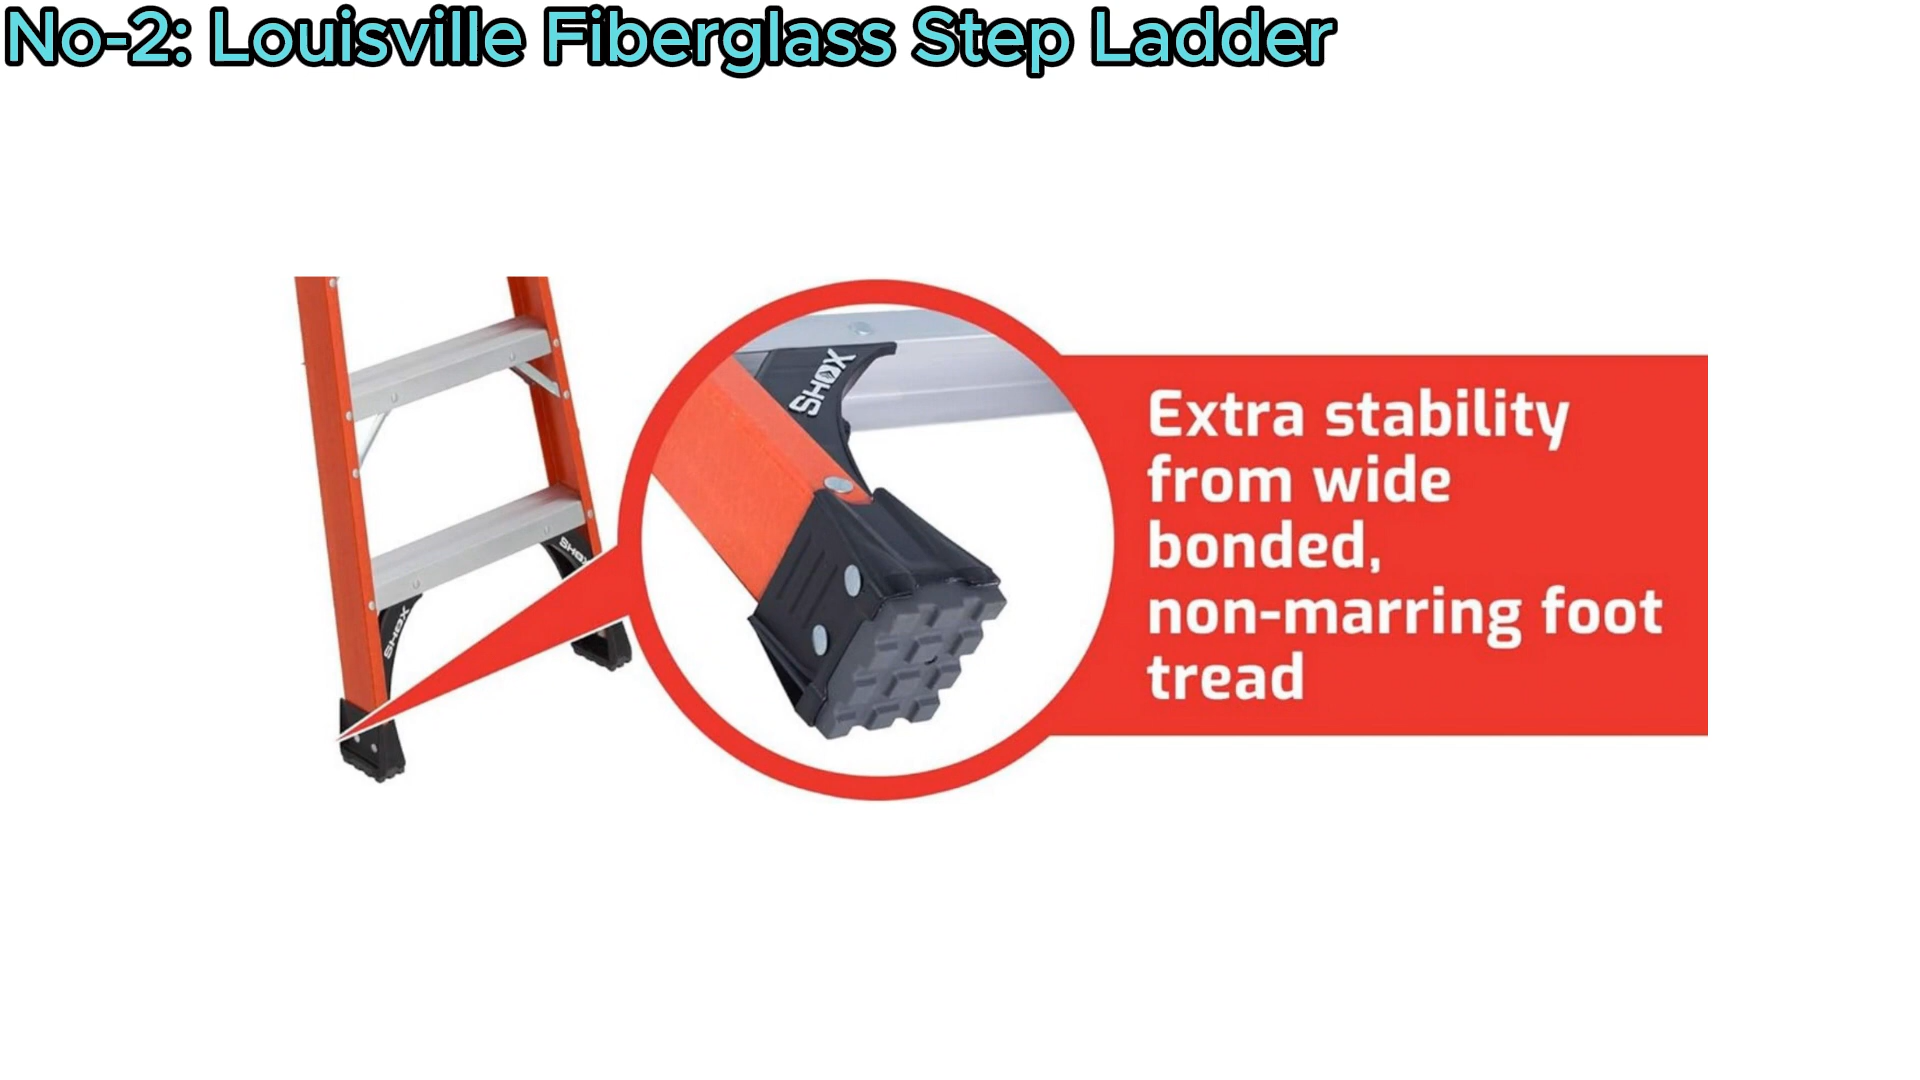 No-2: Louisville Fiberglass Step Ladder
SHOX
SHOX
SHOX
Extra stability
from wide
bonded,
non-marring foot
tread